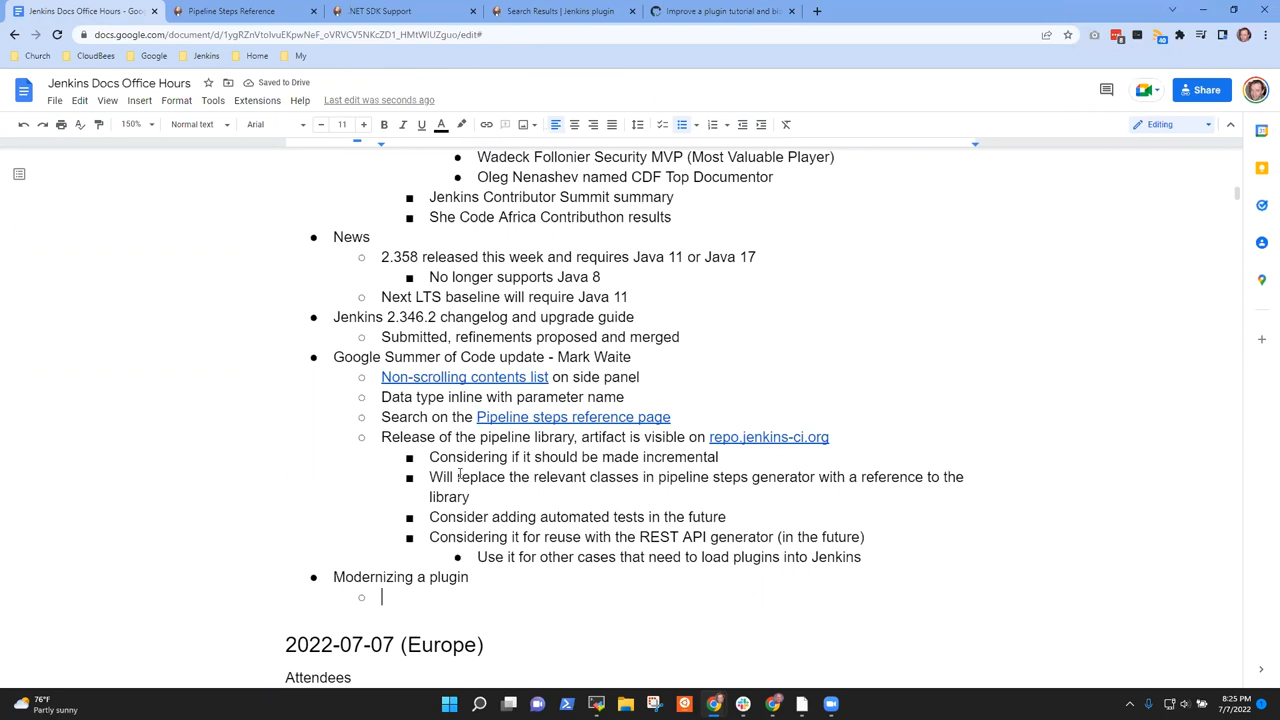 Jenkins Docs Office Hours - Goo
Pipeline Steps Reference
.NET SDK Support
Search Results | Jenkins plugin
Improve a plugin tutorial and bi
docs.google.com/document/d/1ygRZnVtoIvuEKpwNeF_oVRVCV5NKcZD1_HMtWIUZguo/edit#
Church
CloudBees
Google
Jenkins
Home
My
Jenkins Docs Office Hours
Saved to Drive
File Edit View Insert Format Tools Extensions Help Last edit was seconds ago
Share
150% Normal text Arial 11 Editing
Wadeck Follonier Security MVP (Most Valuable Player)
Oleg Nenashev named CDF Top Documentor
Jenkins Contributor Summit summary
She Code Africa Contributhon results
News
2.358 released this week and requires Java 11 or Java 17
No longer supports Java 8
Next LTS baseline will require Java 11
Jenkins 2.346.2 changelog and upgrade guide
Submitted, refinements proposed and merged
Google Summer of Code update - Mark Waite
Non-scrolling contents list on side panel
Data type inline with parameter name
Search on the Pipeline steps reference page
Release of the pipeline library, artifact is visible on repo.jenkins-ci.org
Considering if it should be made incremental
Will replace the relevant classes in pipeline steps generator with a reference to the
library
Consider adding automated tests in the future
Considering it for reuse with the REST API generator (in the future)
Use it for other cases that need to load plugins into Jenkins
Modernizing a plugin
2022-07-07 (Europe)
Attendees
76°F
Partly sunny
8:25 PM
7/7/2022